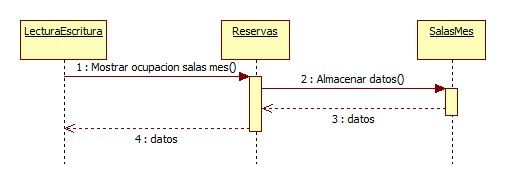 LecturaEscritura
Reservas
SalasMes
1 : Mostrar ocupacion salas mes()
2 : Almacenar datos()
3 : datos
4 : datos